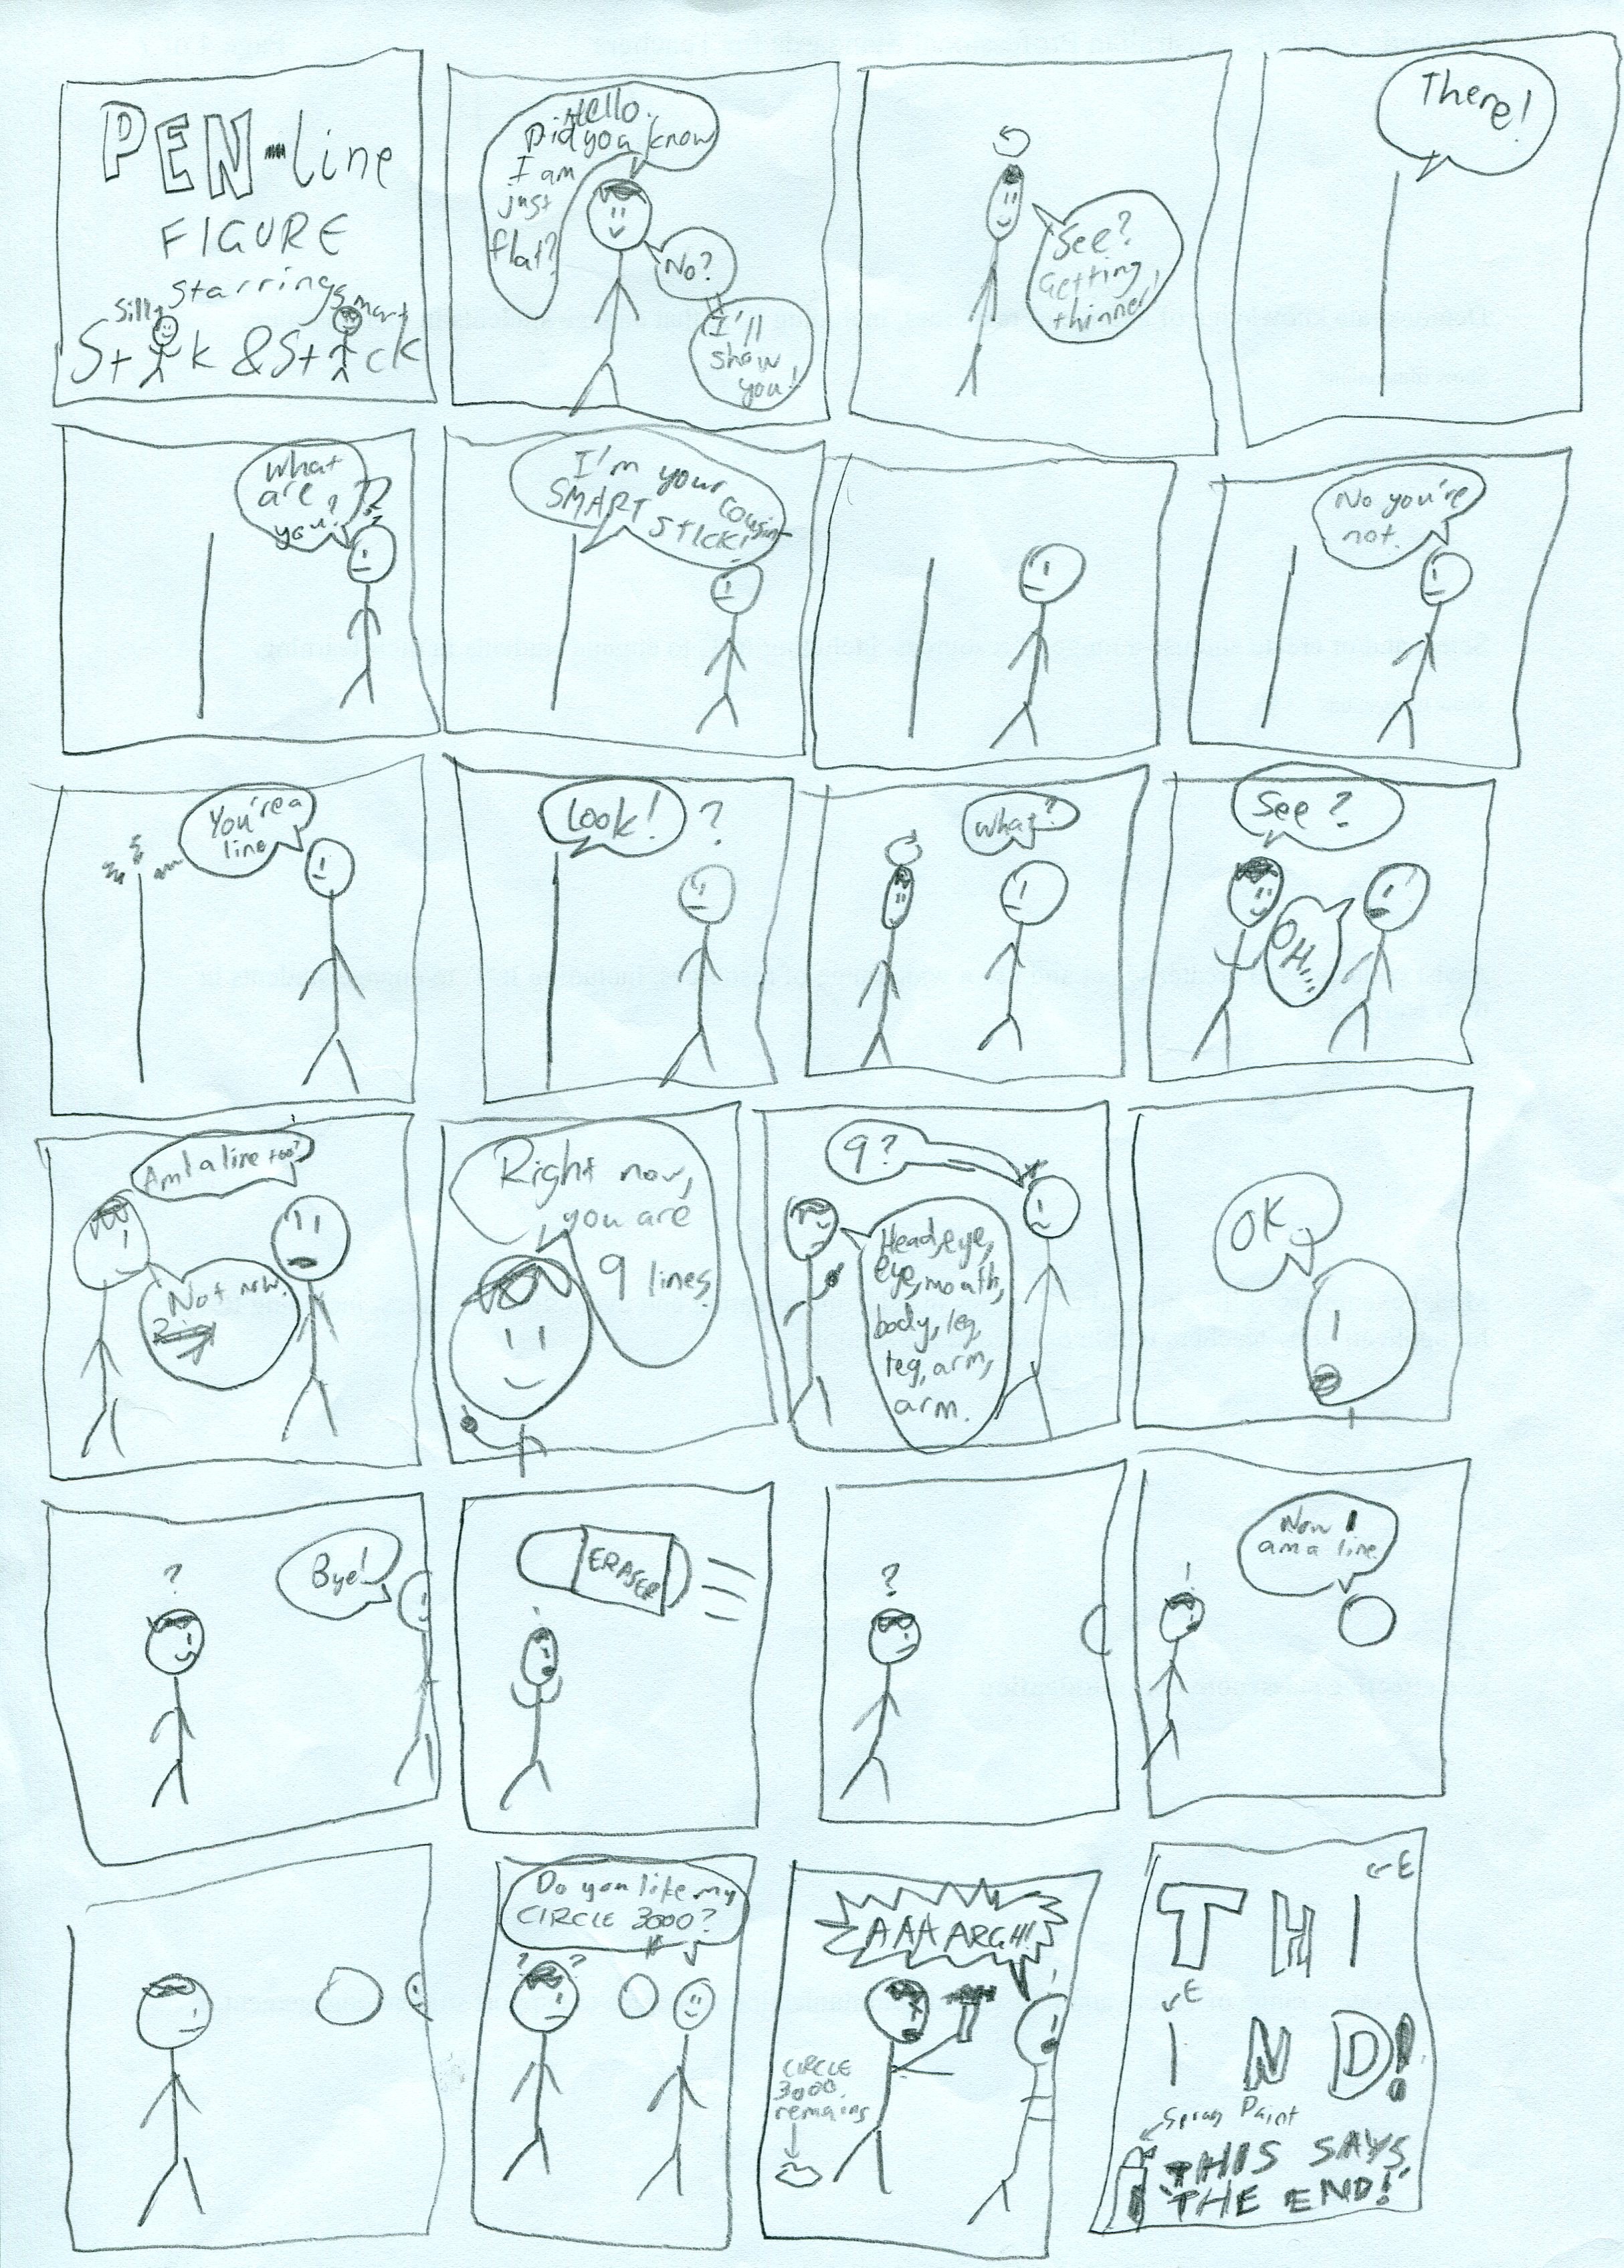 PEN-line
FIGURE
starring
Silly Smart
Stick & Stick
Hello.
Did you know
I am
just
flat?
No?
I'll
show
you!
See?
Getting
thinner!
There!
What
are
you?
??
I'm your cousin
SMART STICK!
No you're
not.
You're a
line
Look!
?
What?
See?
OH...
Am I a line too?
Not now.
Right now,
you are
9 lines.
9?
Head, eye,
eye, mouth,
body, leg,
leg, arm,
arm.
OK.
?
Bye!
ERASER
?
Now I
am a line
!
Do you like my
CIRCLE 3000?
? ?
AAAARGH!
CIRCLE
3000
remains
←E
THI
E
IND!
Spray Paint
THIS SAYS
"THE END!"